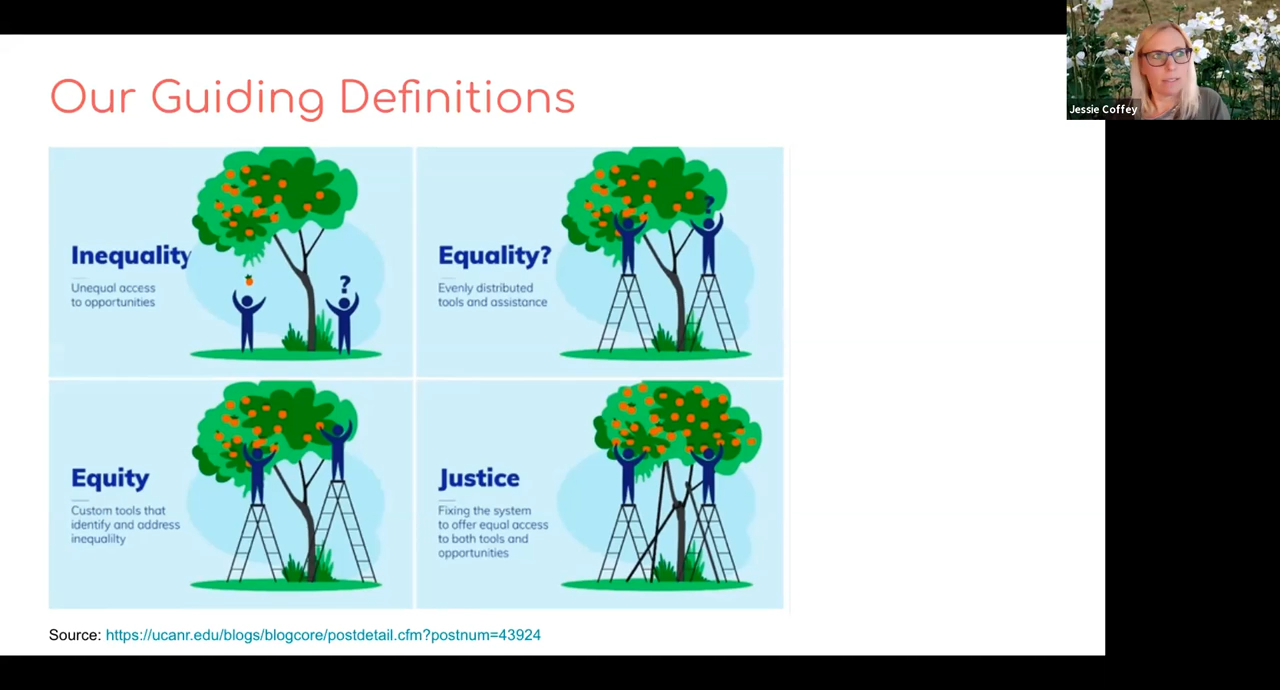 Our Guiding Definitions
Jessie Coffey
Inequality
Unequal access
to opportunities
?
Equality?
Evenly distributed
tools and assistance
?
Equity
Custom tools that
identify and address
inequalilty
Justice
Fixing the system
to offer equal access
to both tools and
opportunities
Source: https://ucanr.edu/blogs/blogcore/postdetail.cfm?postnum=43924